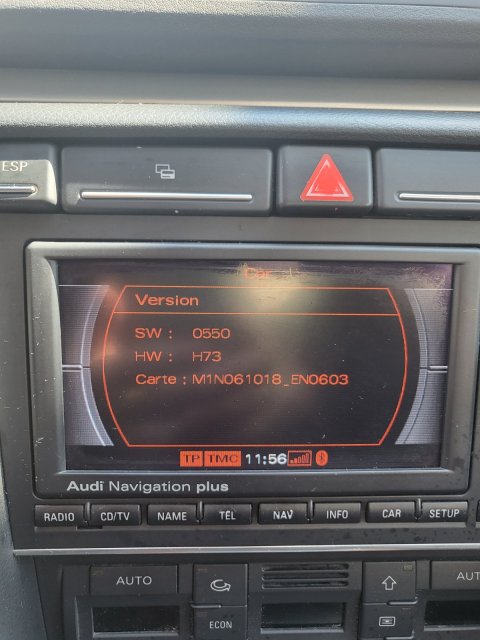 ESP
Car
Version
SW : 0550
HW : H73
Carte : M1N061018_EN0603
TP TMC 11:56
Audi Navigation plus
RADIO CD/TV NAME TEL NAV INFO CAR SETUP
AUTO
ECON